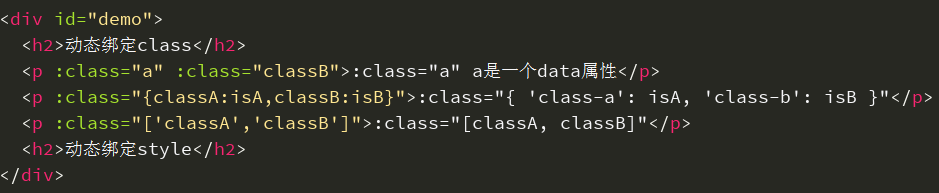 <div id="demo">
<h2>动态绑定class</h2>
<p :class="a" :class="classB">:class="a" a是一个data属性</p>
<p :class="{classA:isA,classB:isB}">:class="{ 'class-a': isA, 'class-b': isB }"</p>
<p :class="['classA','classB']">:class="[classA, classB]"</p>
<h2>动态绑定style</h2>
</div>